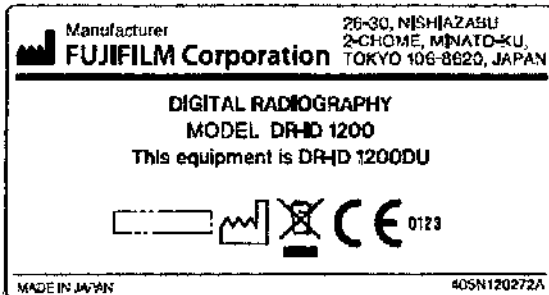 Manufacturer
FUJIFILM Corporation
26-30, NISHIAZABU
2-CHOME, MINATO-KU,
TOKYO 106-8620, JAPAN
DIGITAL RADIOGRAPHY
MODEL DR-ID 1200
This equipment is DR-ID 1200DU
CE 0123
MADE IN JAPAN
405N120272A